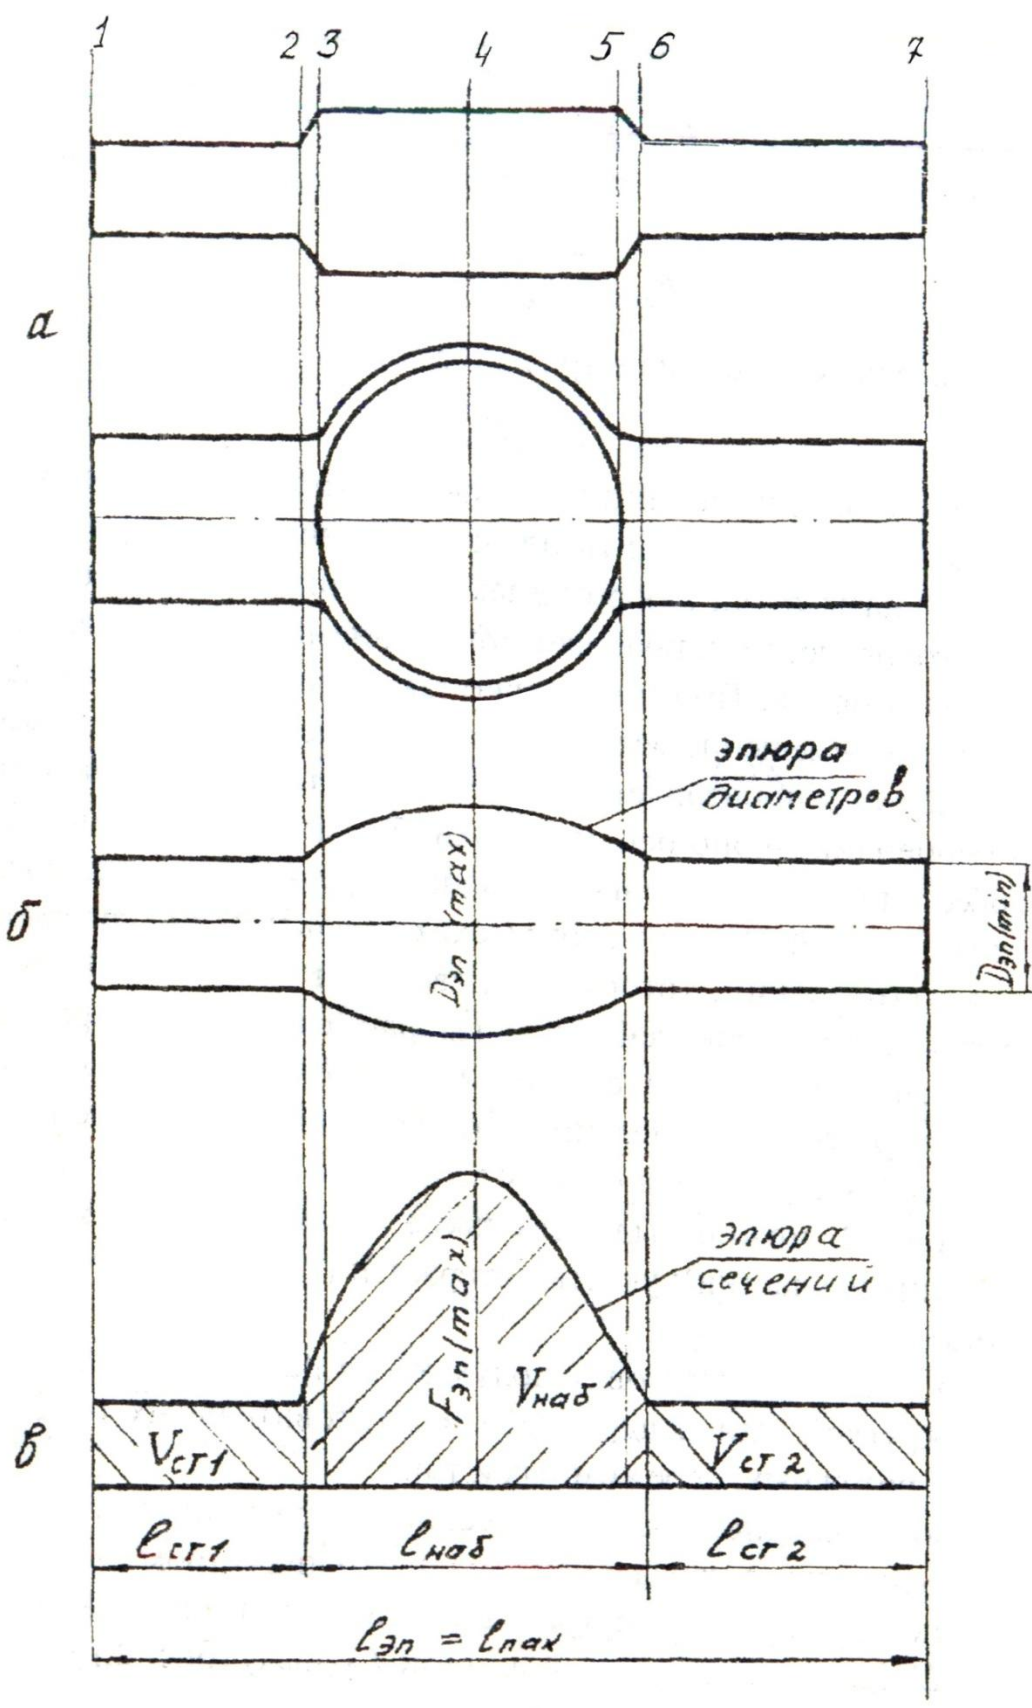 1 2 3 4 5 6 7
а
эпюра
диаметров
б
Dэп (max)
Dэп(min)
эпюра
сечений
Fэп(max)
Vнаб
в
Vст1
Vст2
lст1 lнаб lст2
lэп = lпах